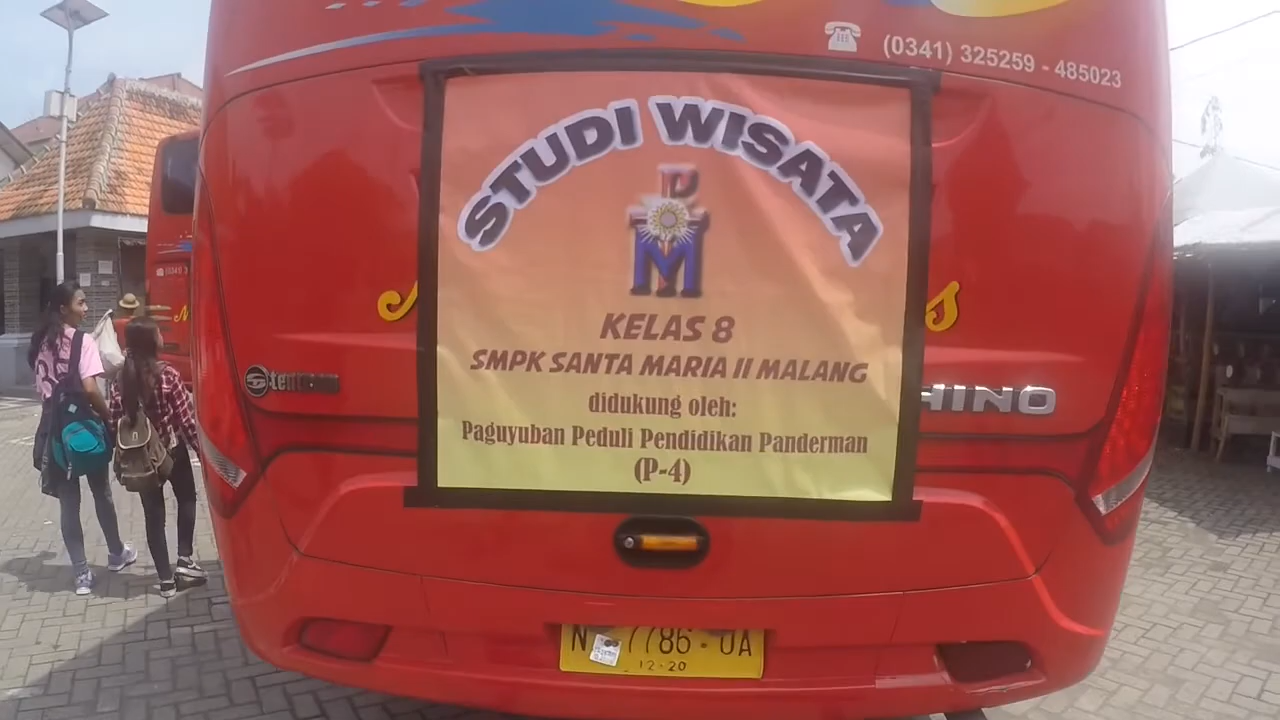 (0341) 325259 - 485023
STUDI WISATA
KELAS 8
SMPK SANTA MARIA II MALANG
didukung oleh:
Paguyuban Peduli Pendidikan Panderman
(P-4)
HINO
N 7786 UA
12-20